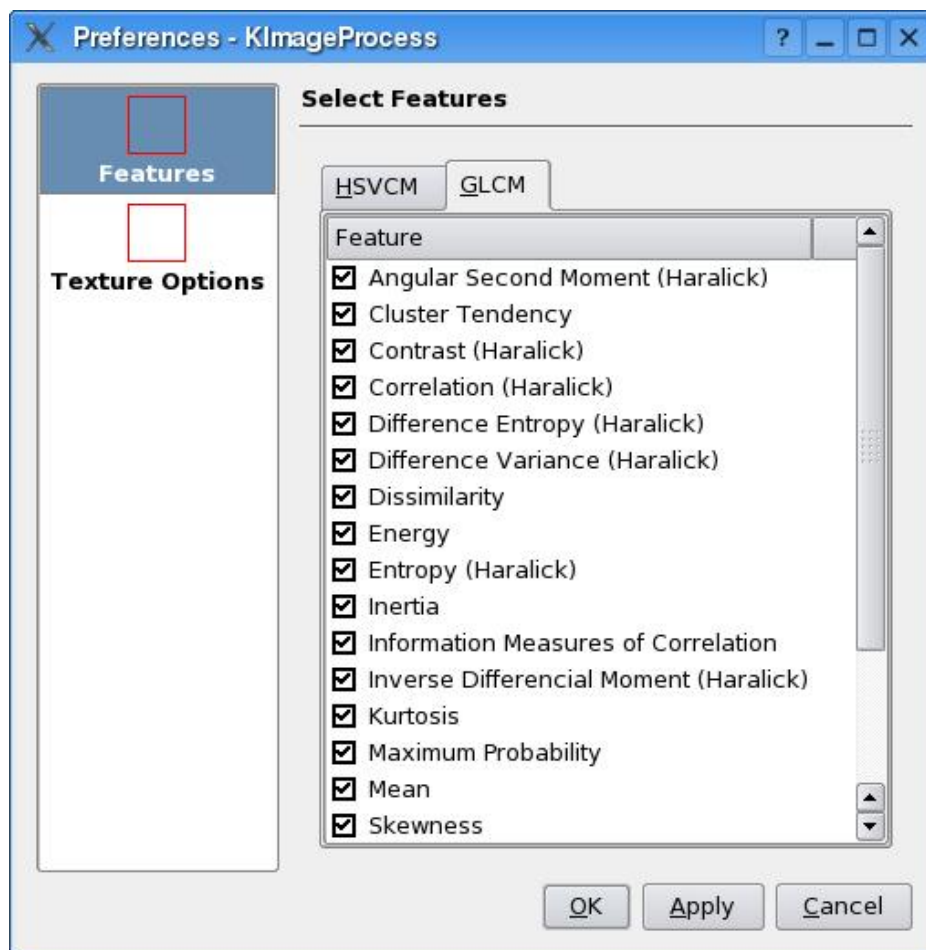 Preferences - KImageProcess
?
Features
Texture Options
Select Features
HSVCM GLCM
Feature
Angular Second Moment (Haralick)
Cluster Tendency
Contrast (Haralick)
Correlation (Haralick)
Difference Entropy (Haralick)
Difference Variance (Haralick)
Dissimilarity
Energy
Entropy (Haralick)
Inertia
Information Measures of Correlation
Inverse Differencial Moment (Haralick)
Kurtosis
Maximum Probability
Mean
Skewness
OK Apply Cancel